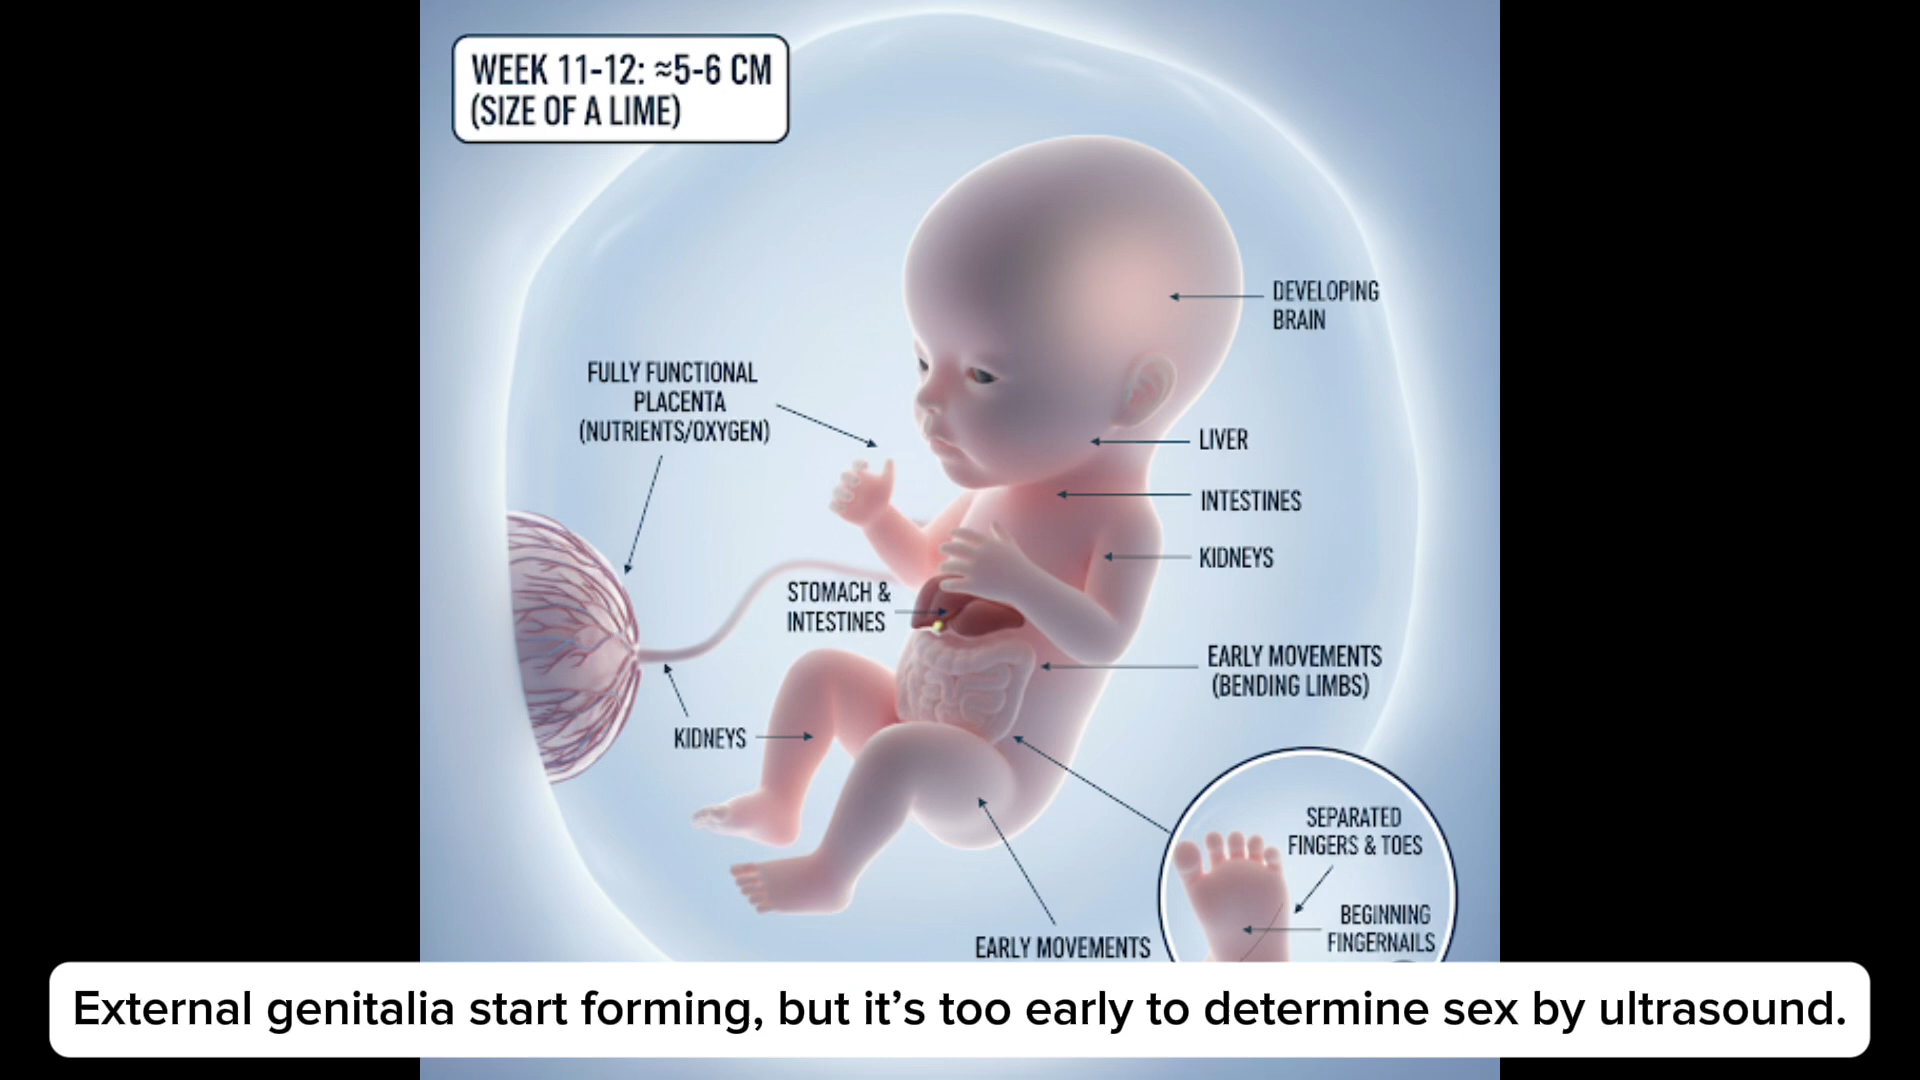 WEEK 11-12: ≈5-6 CM
(SIZE OF A LIME)
DEVELOPING
BRAIN
FULLY FUNCTIONAL
PLACENTA
(NUTRIENTS/OXYGEN)
LIVER
INTESTINES
KIDNEYS
STOMACH &
INTESTINES
EARLY MOVEMENTS
(BENDING LIMBS)
KIDNEYS
SEPARATED
FINGERS & TOES
BEGINNING
FINGERNAILS
EARLY MOVEMENTS
External genitalia start forming, but it’s too early to determine sex by ultrasound.